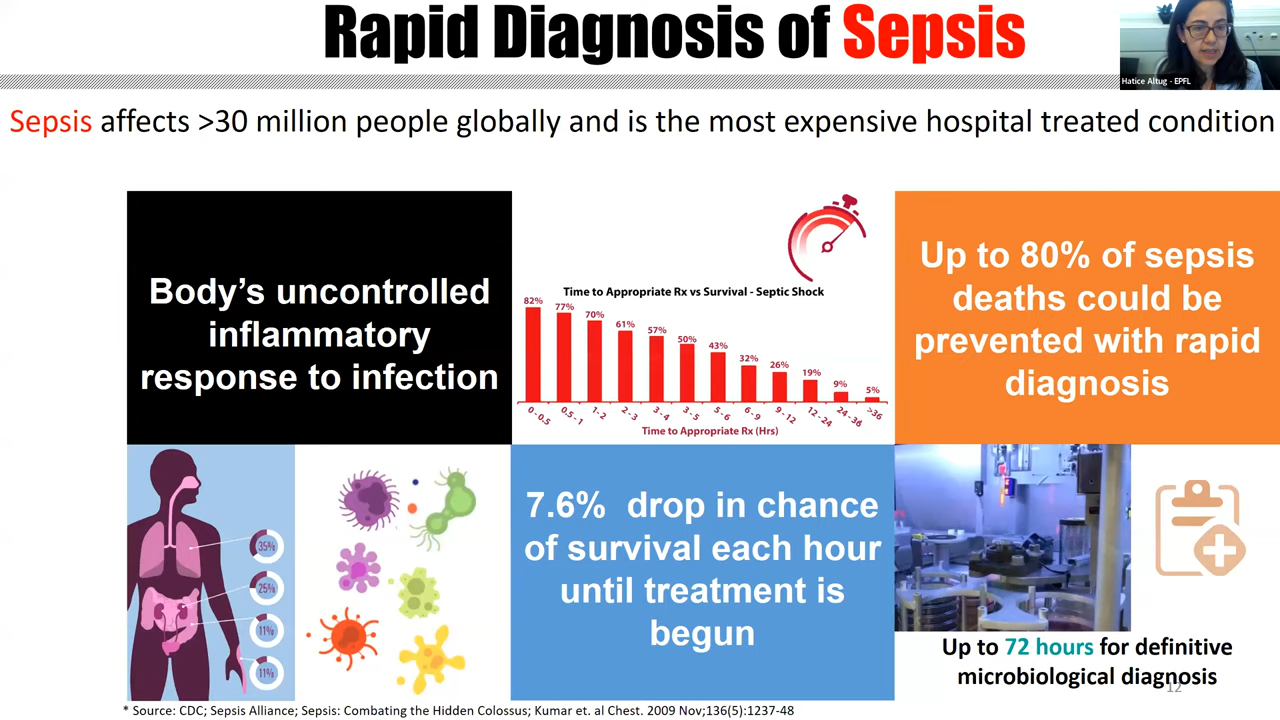 Rapid Diagnosis of Sepsis
Hatice Altug - EPFL
Sepsis affects >30 million people globally and is the most expensive hospital treated condition
Body’s uncontrolled
inflammatory
response to infection
Time to Appropriate Rx vs Survival - Septic Shock
82%
77%
70%
61%
57%
50%
43%
32%
26%
19%
9%
5%
0 - 0.5
0.5 - 1
1- 2
2 - 3
3 - 4
3 - 5
5 - 6
6 - 9
9 - 12
12 - 24
24 - 36
>36
Time to Appropriate Rx (Hrs)
Up to 80% of sepsis
deaths could be
prevented with rapid
diagnosis
35%
25%
11%
11%
7.6% drop in chance
of survival each hour
until treatment is
begun
Up to 72 hours for definitive
microbiological diagnosis
12
* Source: CDC; Sepsis Alliance; Sepsis: Combating the Hidden Colossus; Kumar et. al Chest. 2009 Nov;136(5):1237-48